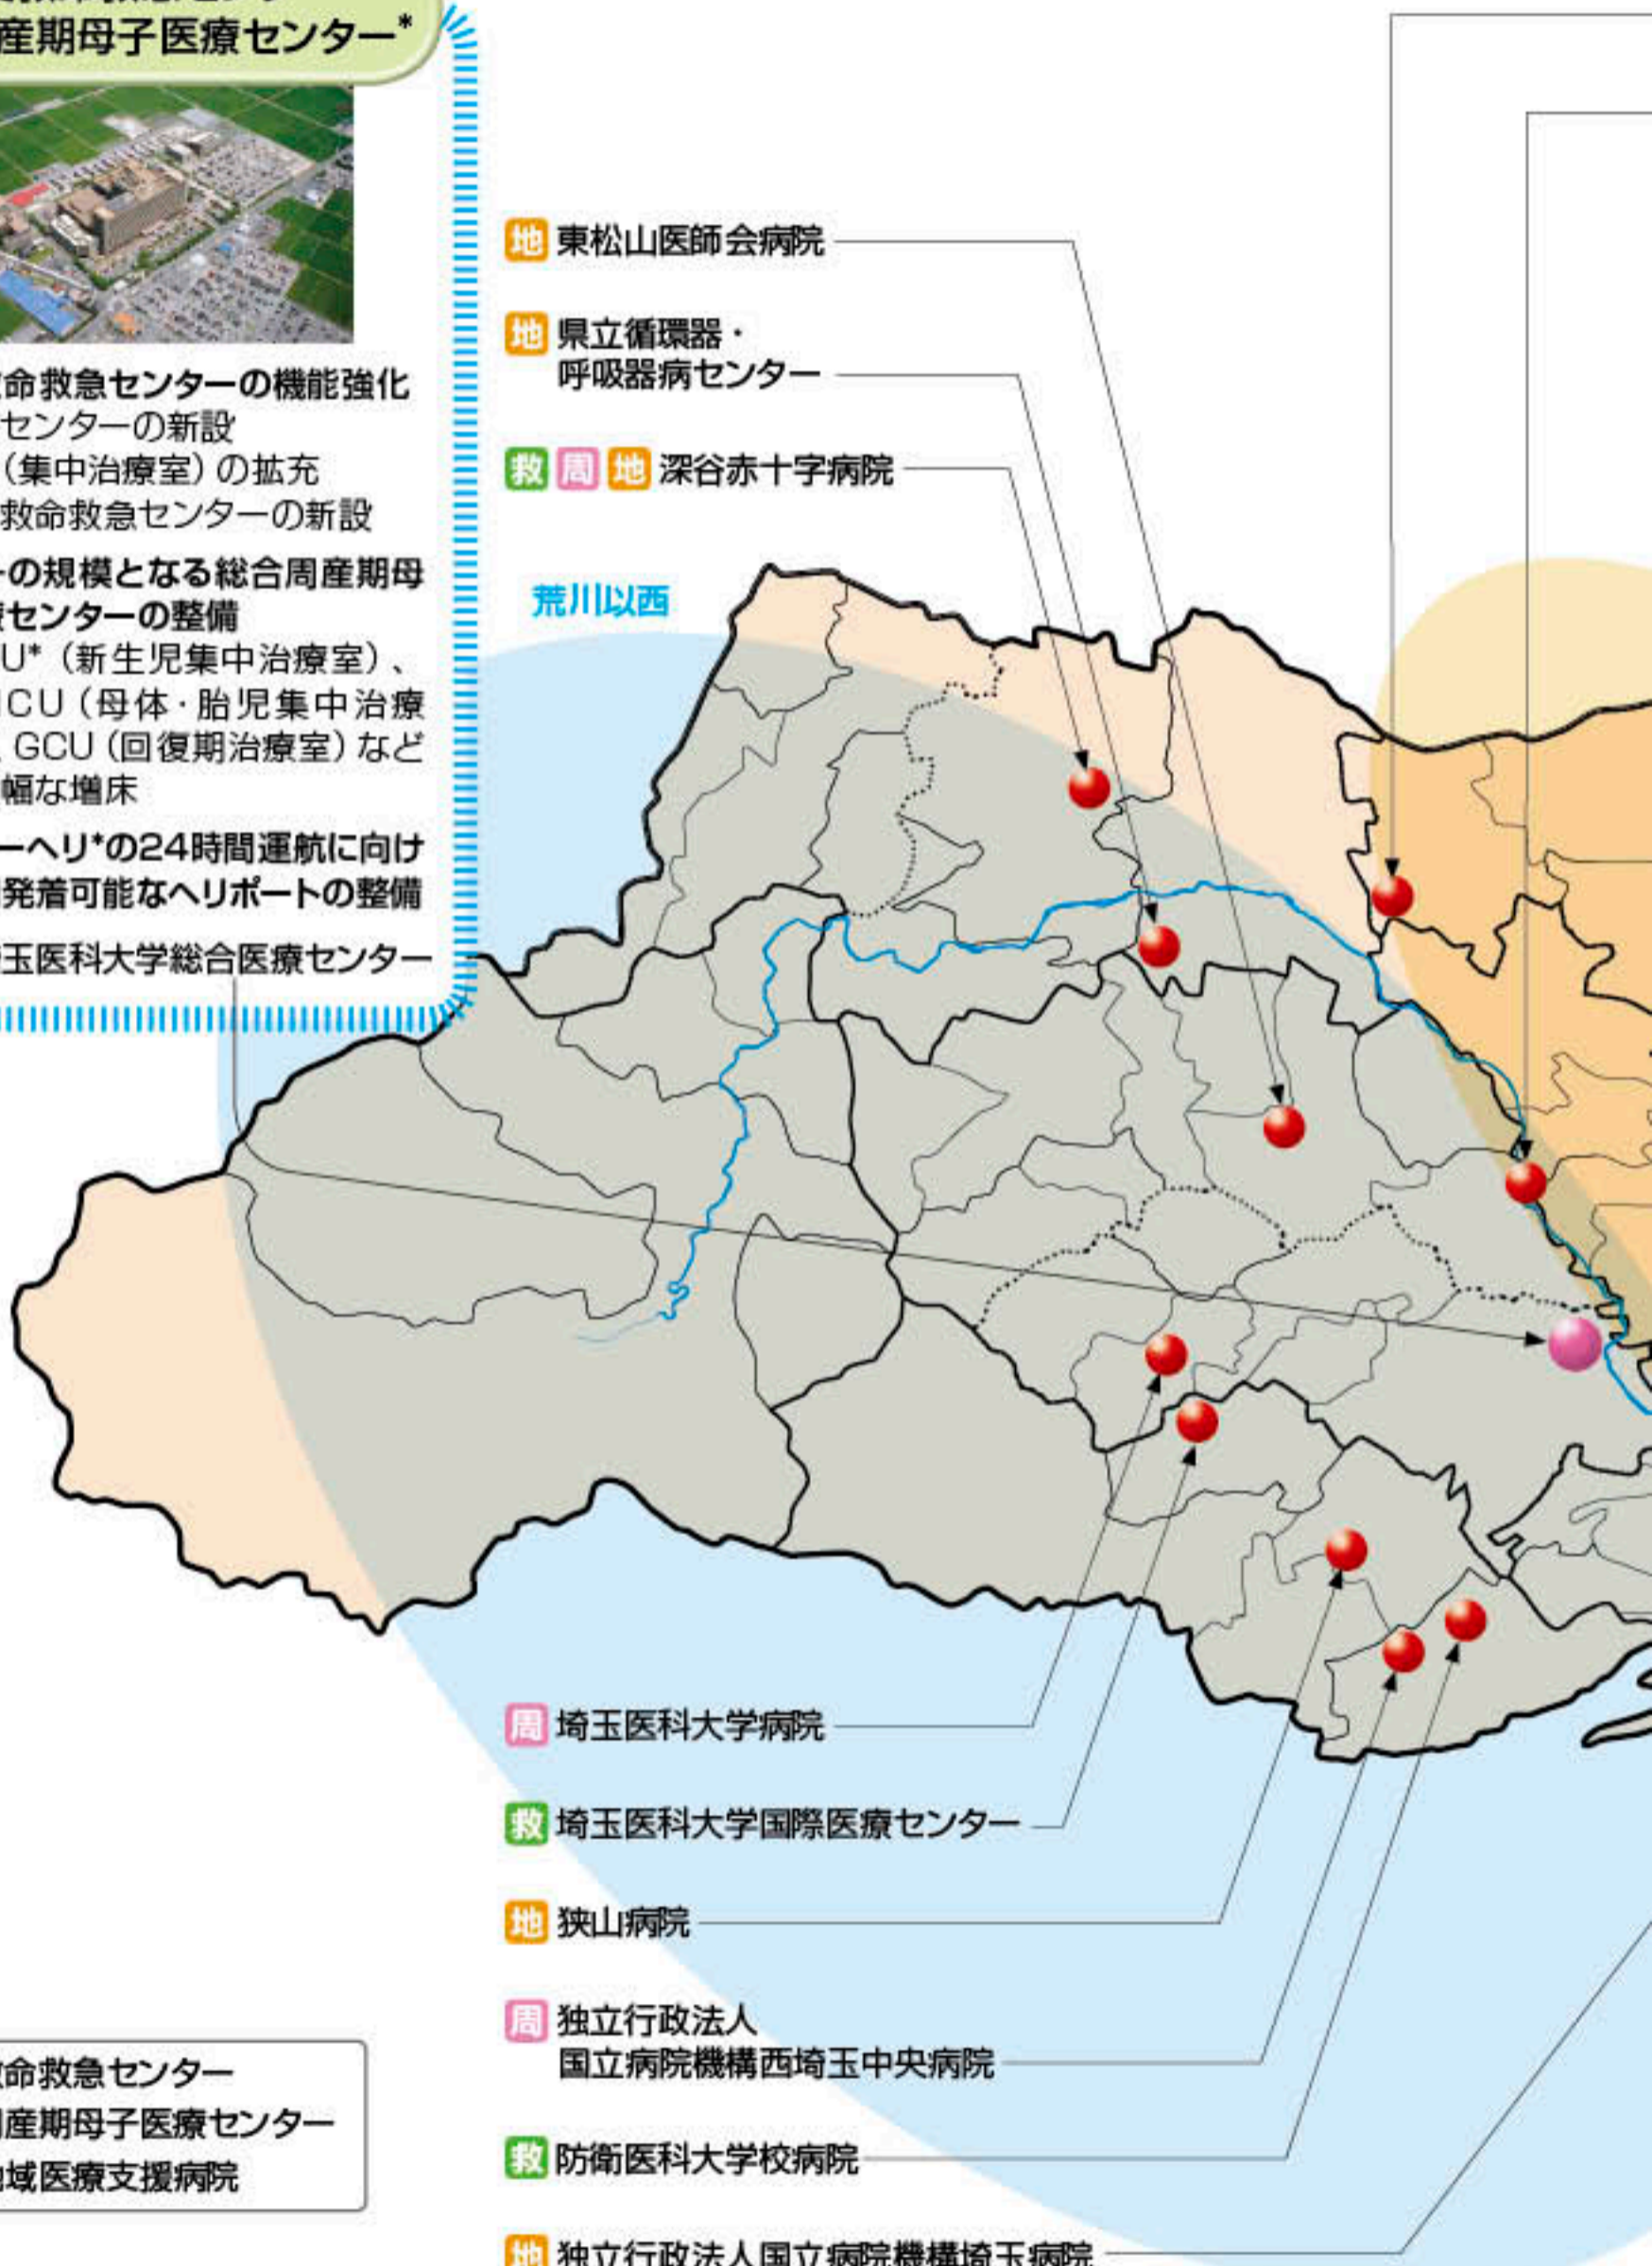 産期母子医療センター*
命救急センターの機能強化
センターの新設
（集中治療室）の拡充
救命救急センターの新設
の規模となる総合周産期母
センターの整備
U*（新生児集中治療室）、
CU（母体・胎児集中治療
GCU（回復期治療室）など
幅な増床
ーヘリ*の24時間運航に向け
発着可能なヘリポートの整備
玉医科大学総合医療センター
地 東松山医師会病院
地 県立循環器・
呼吸器病センター
救 周 地 深谷赤十字病院
荒川以西
周 埼玉医科大学病院
救 埼玉医科大学国際医療センター
地 狭山病院
周 独立行政法人
国立病院機構西埼玉中央病院
救 防衛医科大学校病院
地 独立行政法人国立病院機構埼玉病院
命救急センター
産期母子医療センター
域医療支援病院